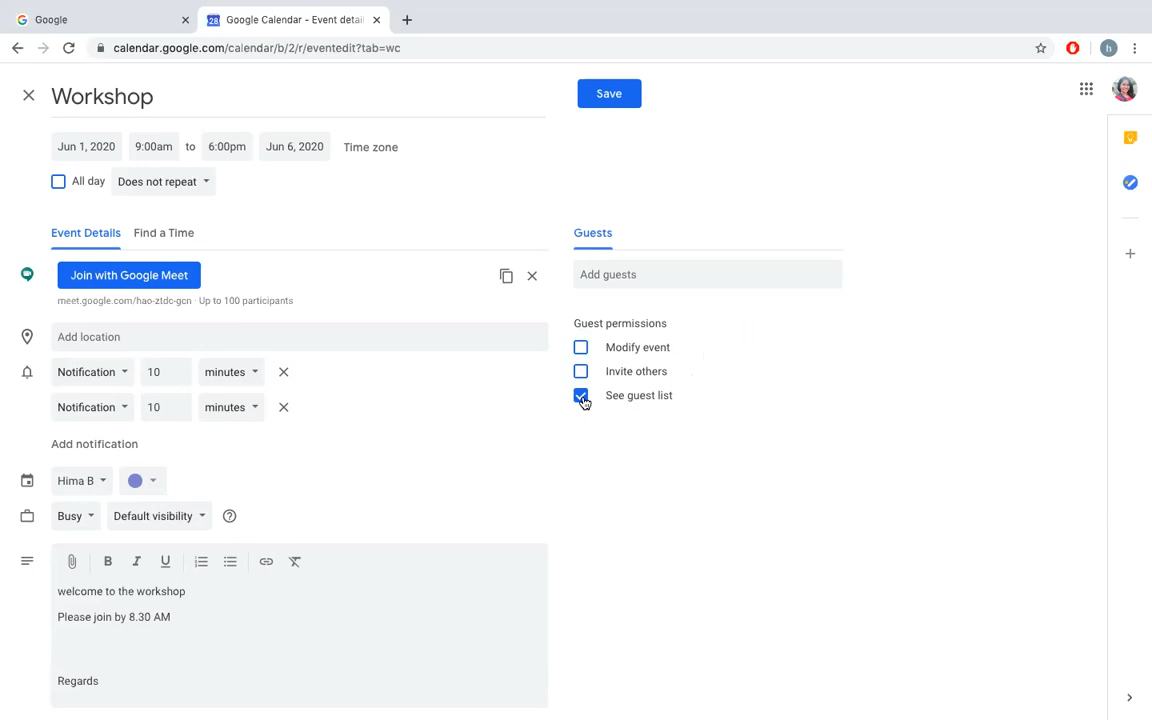 Google
28
Google Calendar - Event detai
calendar.google.com/calendar/b/2/r/eventedit?tab=wc
h
Workshop
Save
Jun 1, 2020 9:00am to 6:00pm Jun 6, 2020 Time zone
All day Does not repeat
Event Details Find a Time
Guests
Join with Google Meet
meet.google.com/hao-ztdc-gcn · Up to 100 participants
Add guests
Guest permissions
Modify event
Invite others
See guest list
Add location
Notification 10 minutes
Notification 10 minutes
Add notification
Hima B
Busy Default visibility
B I U
welcome to the workshop
Please join by 8.30 AM
Regards